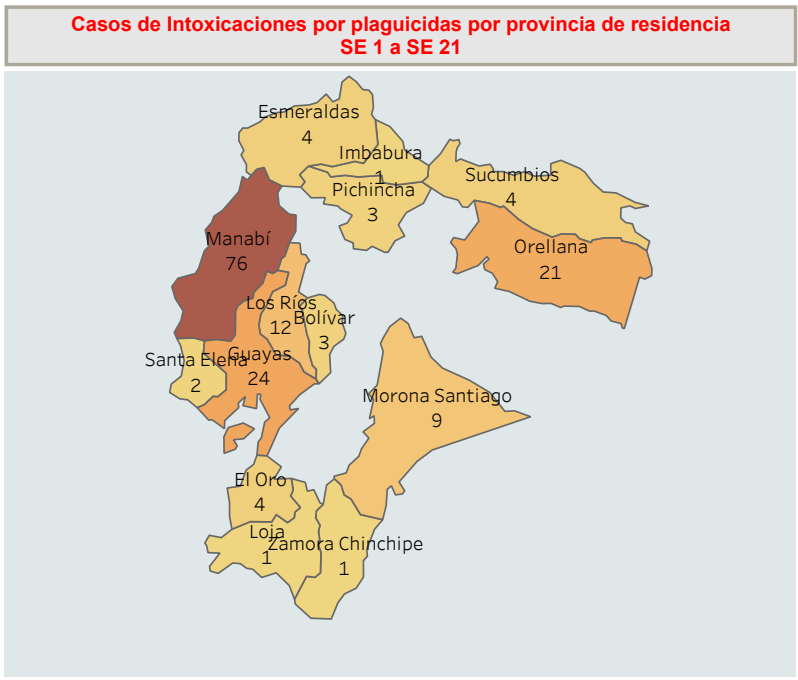 Casos de Intoxicaciones por plaguicidas por provincia de residencia
SE 1 a SE 21
Esmeraldas
4
Imbabura
1
Pichincha
3
Sucumbios
4
Manabí
76
Orellana
21
Los Ríos
12
Bolívar
3
Santa Elena
2
Guayas
24
Morona Santiago
9
El Oro
4
Loja
1
Zamora Chinchipe
1